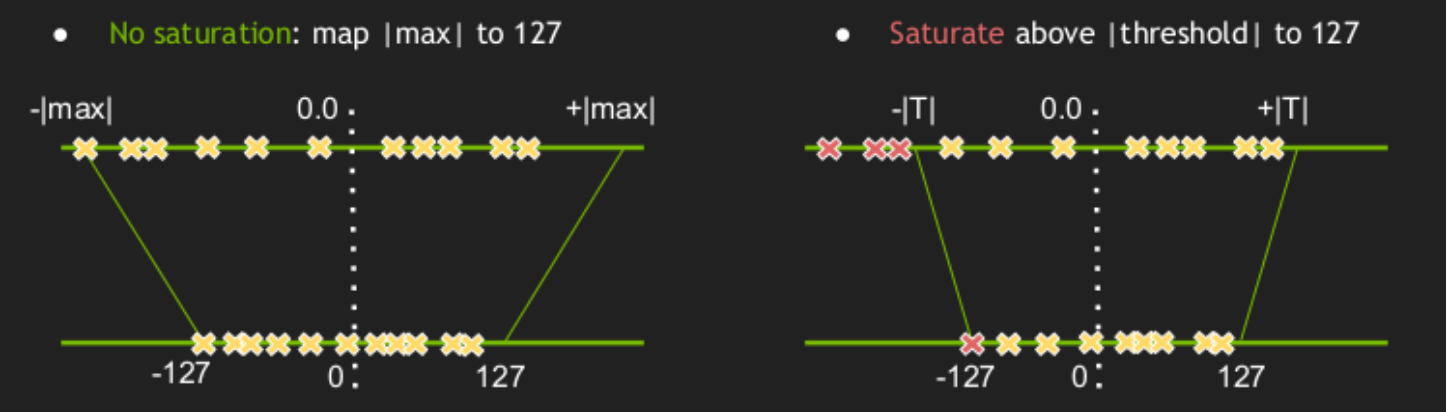 • No saturation: map |max| to 127
-|max| 0.0 +|max|
-127 0 127
• Saturate above |threshold| to 127
-|T| 0.0 +|T|
-127 0 127